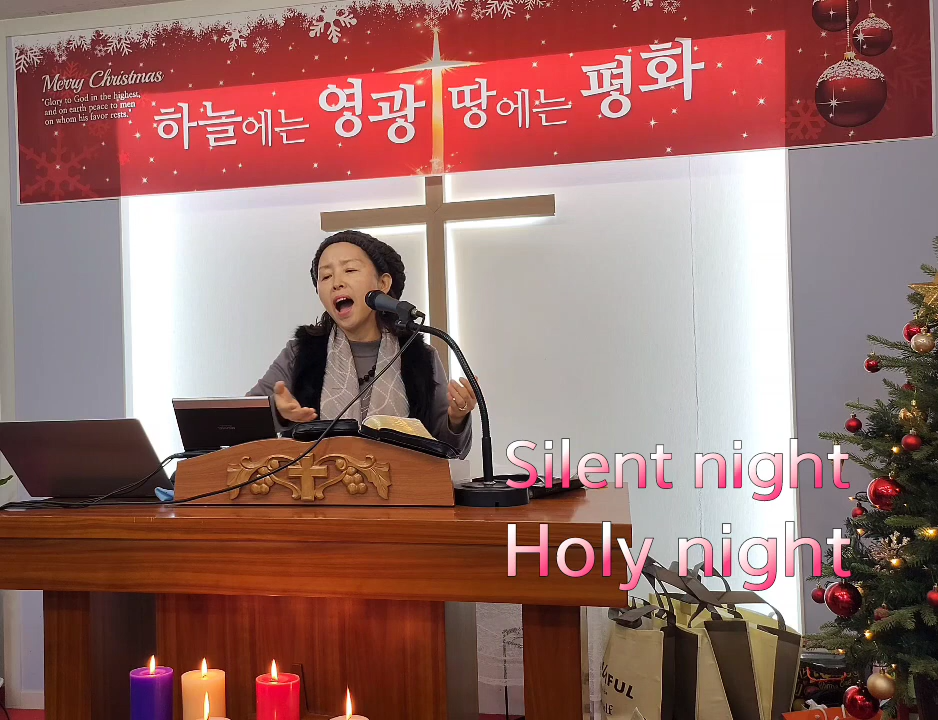 Merry Christmas
"Glory to God in the highest,
and on earth peace to men
on whom his favor rests."
하늘에는 영광 땅에는 평화
Silent night
Holy night